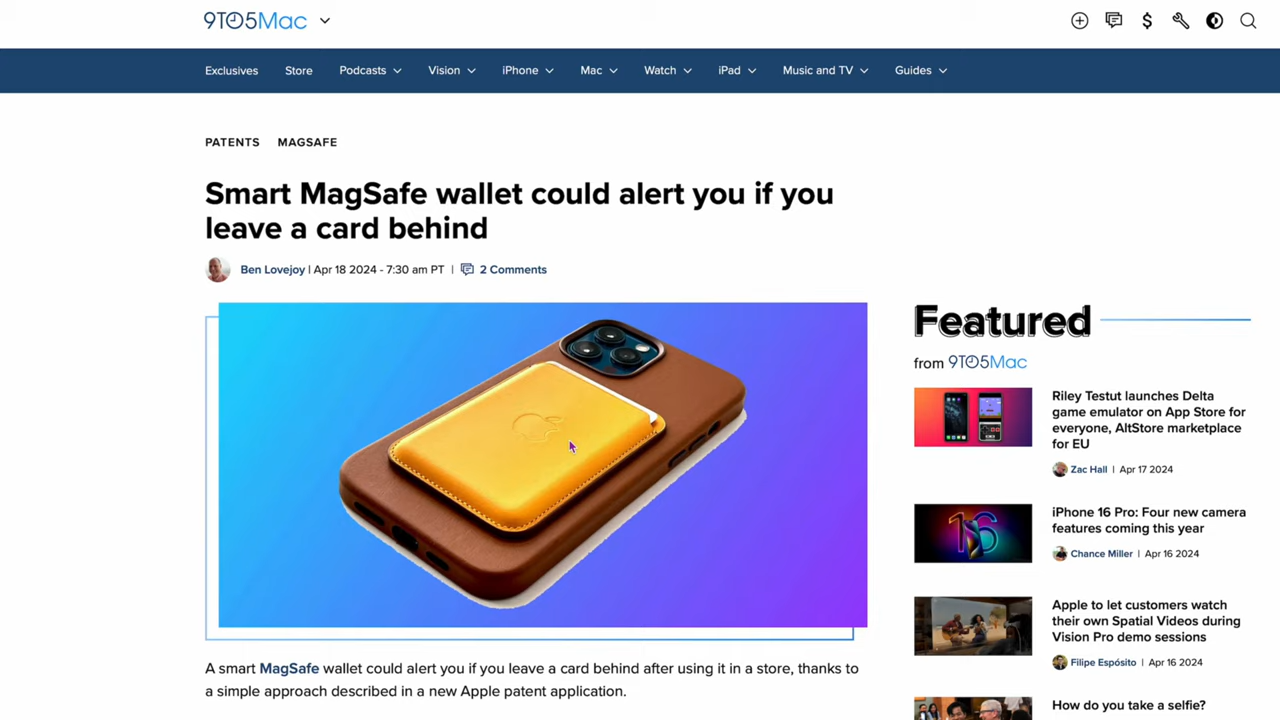 9TO5Mac
Exclusives Store Podcasts Vision iPhone Mac Watch iPad Music and TV Guides
PATENTS MAGSAFE
Smart MagSafe wallet could alert you if you
leave a card behind
Ben Lovejoy | Apr 18 2024 - 7:30 am PT | 2 Comments
A smart MagSafe wallet could alert you if you leave a card behind after using it in a store, thanks to
a simple approach described in a new Apple patent application.
Featured
from 9TO5Mac
Riley Testut launches Delta
game emulator on App Store for
everyone, AltStore marketplace
for EU
Zac Hall | Apr 17 2024
16
iPhone 16 Pro: Four new camera
features coming this year
Chance Miller | Apr 16 2024
Apple to let customers watch
their own Spatial Videos during
Vision Pro demo sessions
Filipe Espósito | Apr 16 2024
How do you take a selfie?